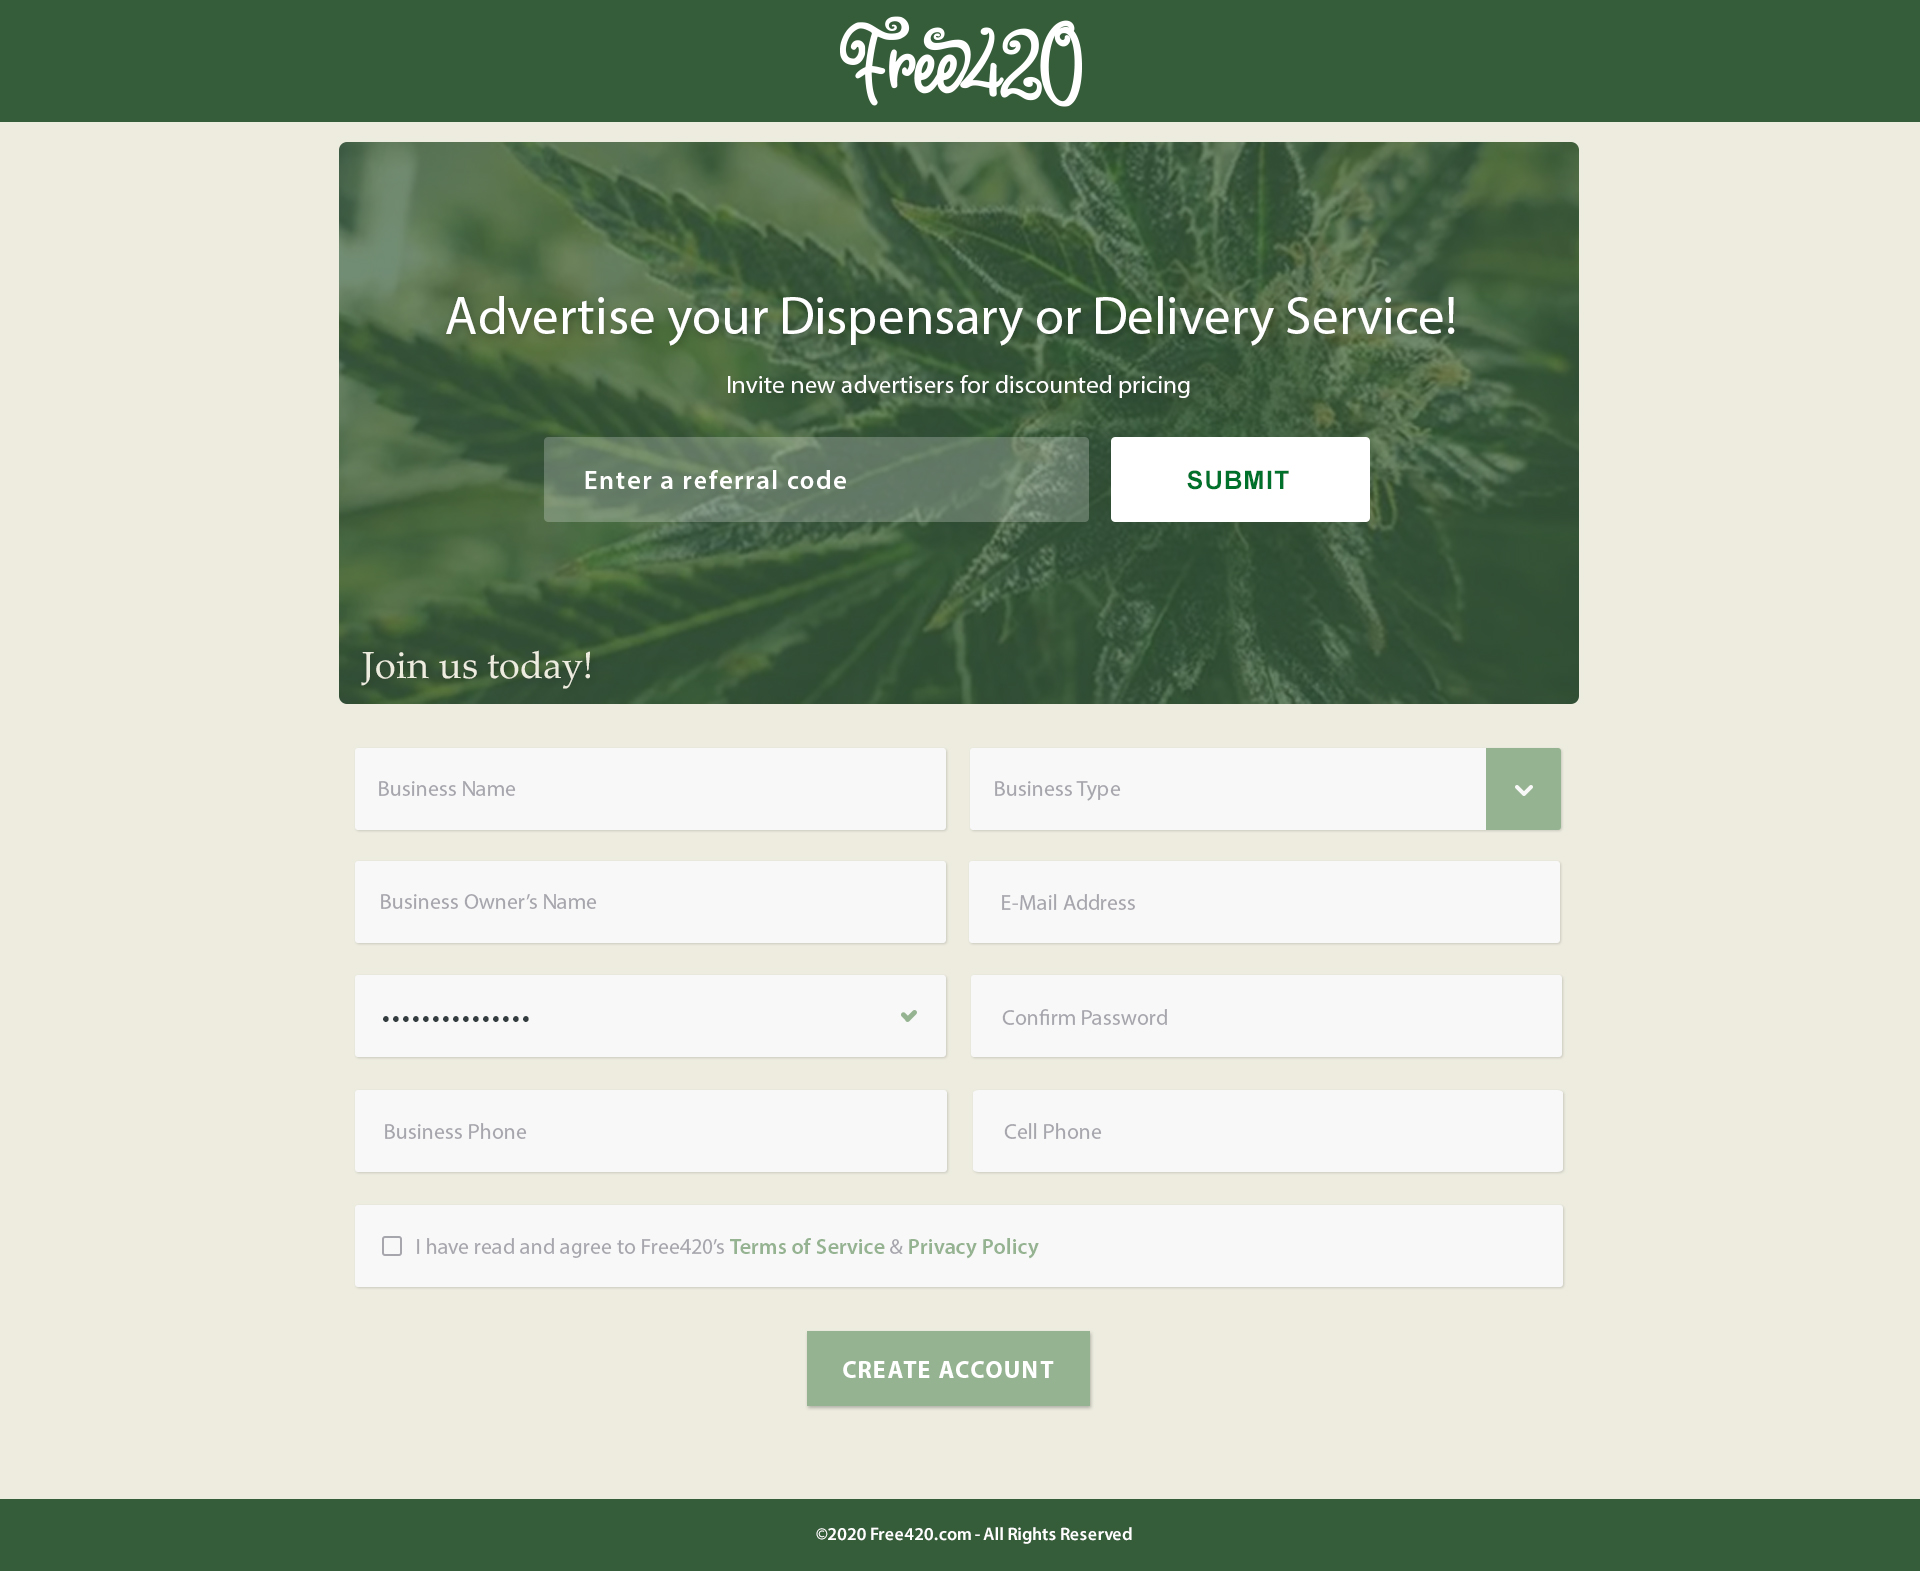 Free420
Advertise your Dispensary or Delivery Service!
Invite new advertisers for discounted pricing
Enter a referral code
SUBMIT
Join us today!
Business Name
Business Type
Business Owner’s Name
E-Mail Address
•••••••••••••••
Confirm Password
Business Phone
Cell Phone
I have read and agree to Free420’s Terms of Service & Privacy Policy
CREATE ACCOUNT
©2020 Free420.com - All Rights Reserved